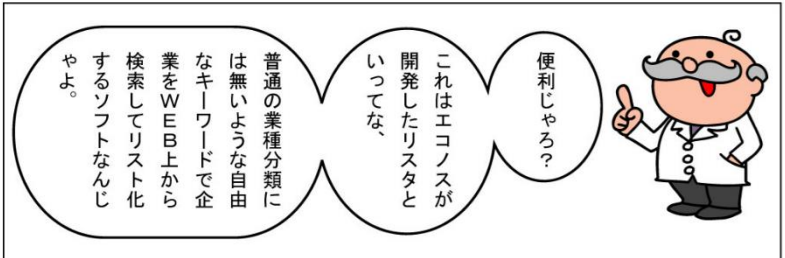 便利じゃろ？
これはエコノスが
開発したリスタと
いってな、
普通の業種分類に
は無いような自由
なキーワードで企
業をＷＥＢ上から
検索してリスト化
するソフトなんじ
ゃよ。